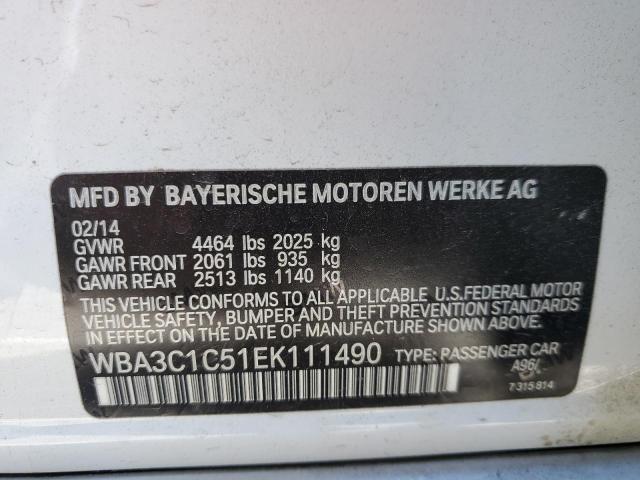 MFD BY BAYERISCHE MOTOREN WERKE AG
02/14
GVWR 4464 lbs 2025 kg
GAWR FRONT 2061 lbs 935 kg
GAWR REAR 2513 lbs 1140 kg
THIS VEHICLE CONFORMS TO ALL APPLICABLE U.S.FEDERAL MOTOR
VEHICLE SAFETY, BUMPER AND THEFT PREVENTION STANDARDS
IN EFFECT ON THE DATE OF MANUFACTURE SHOWN ABOVE.
WBA3C1C51EK111490 TYPE: PASSENGER CAR
A96/
7 315 814